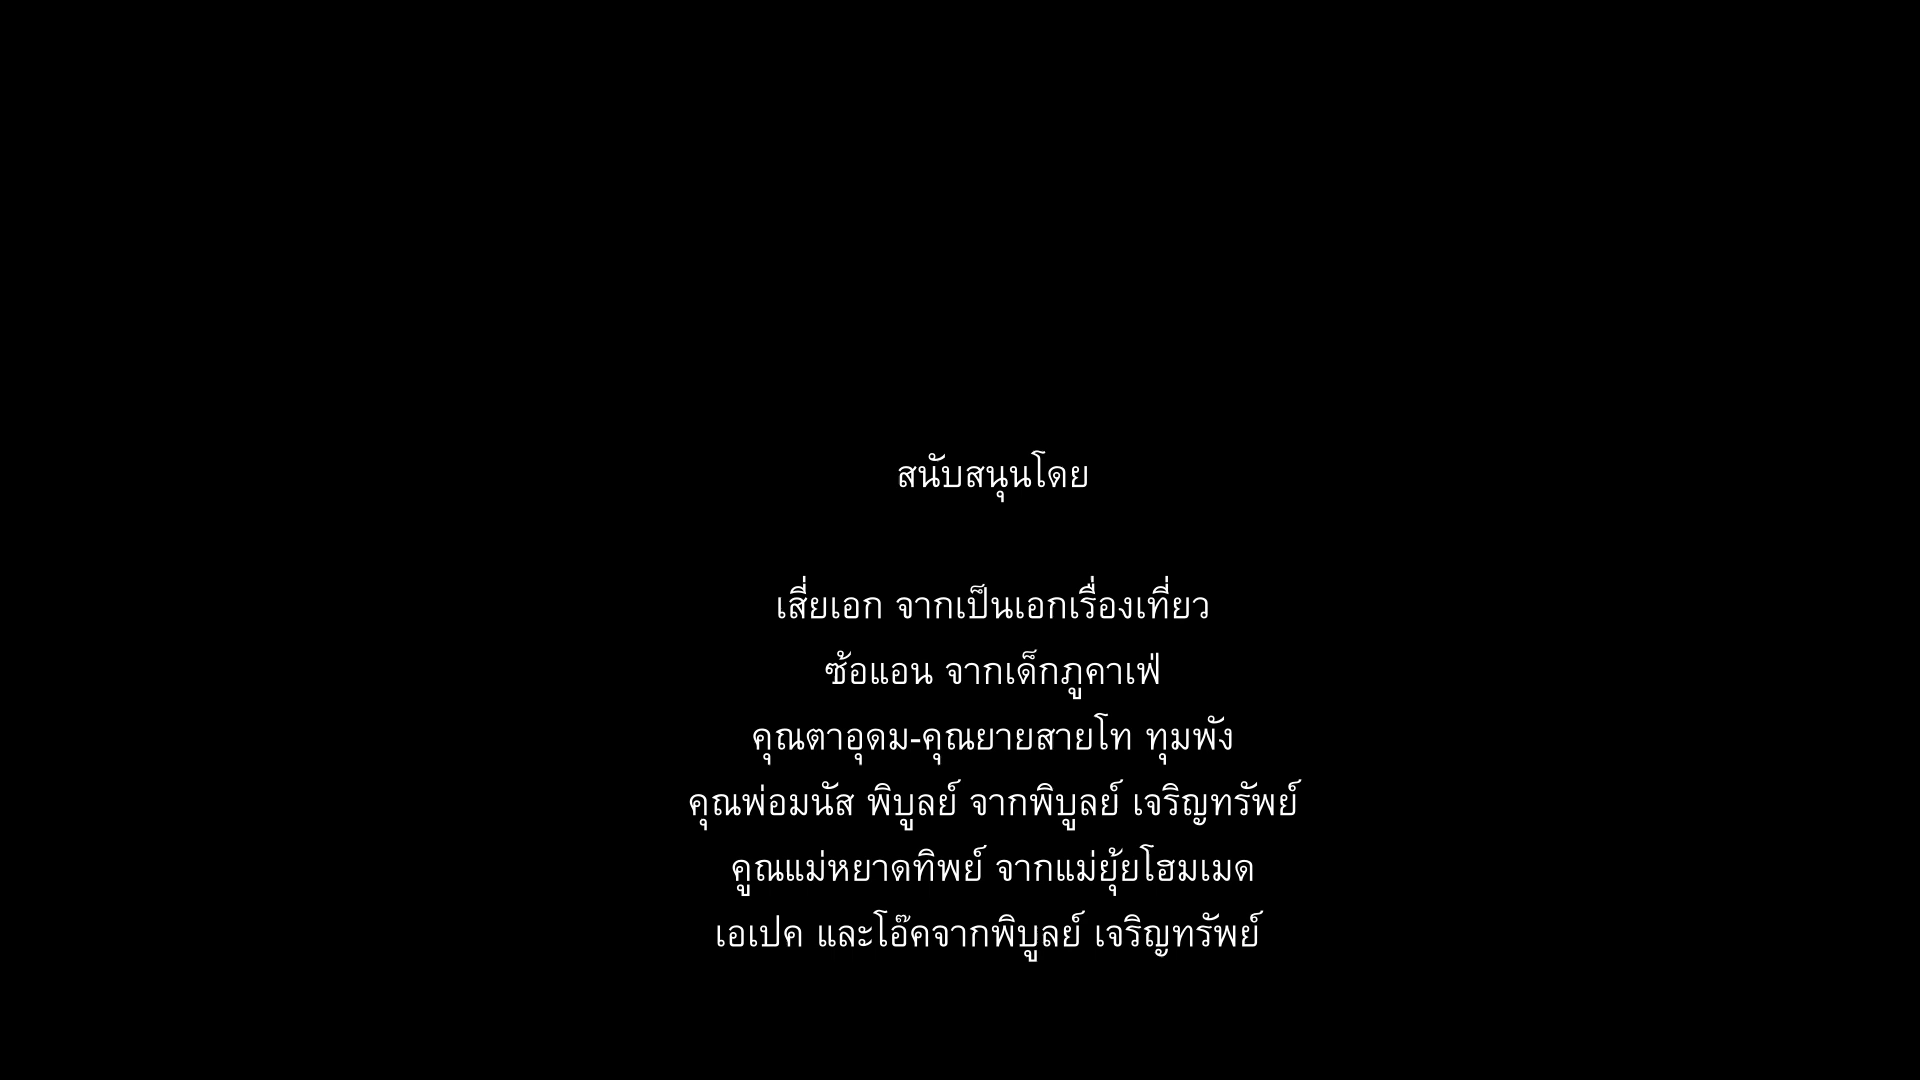 สนับสนุนโดย
เสี่ยเอก จากเป็นเอกเรื่องเที่ยว
ซ้อแอน จากเด็กภูคาเฟ่
คุณตาอุดม-คุณยายสายโท ทุมพัง
คุณพ่อมนัส พิบูลย์ จากพิบูลย์ เจริญทรัพย์
คูณแม่หยาดทิพย์ จากแม่ยุ้ยโฮมเมด
เอเปค และโอ๊คจากพิบูลย์ เจริญทรัพย์